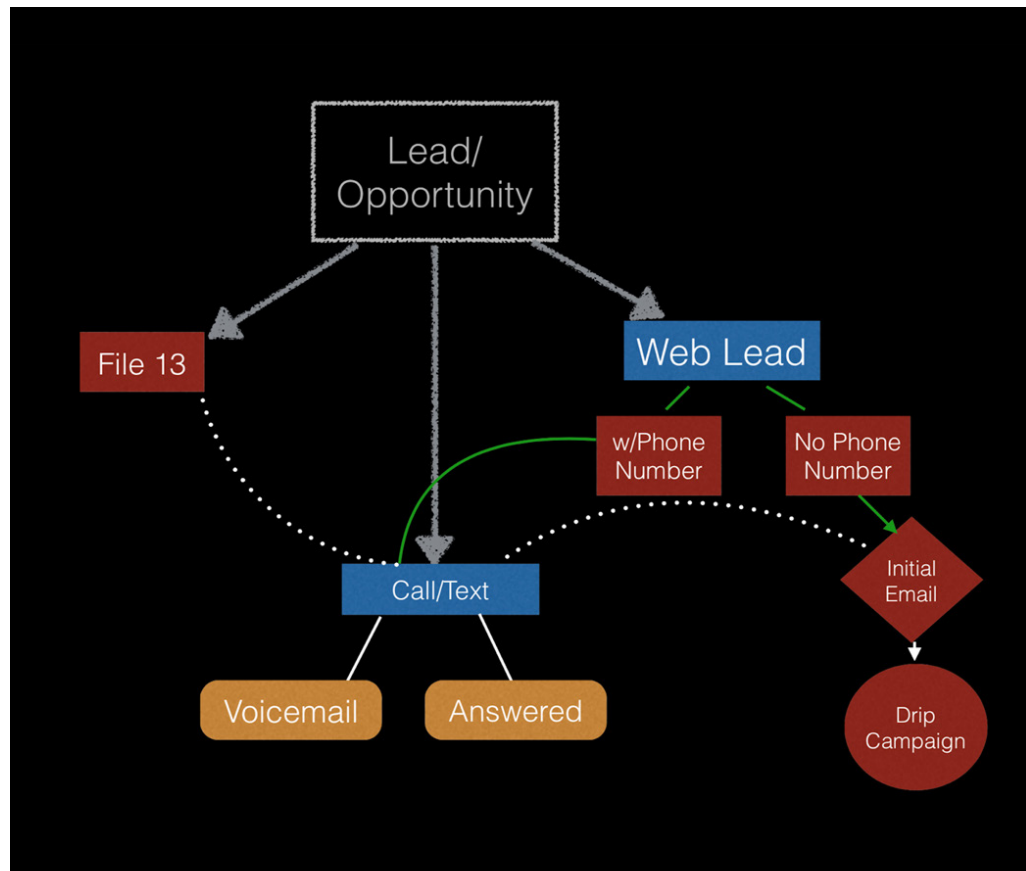 Lead/
Opportunity
File 13
Web Lead
w/Phone
Number
No Phone
Number
Call/Text
Initial
Email
Voicemail
Answered
Drip
Campaign